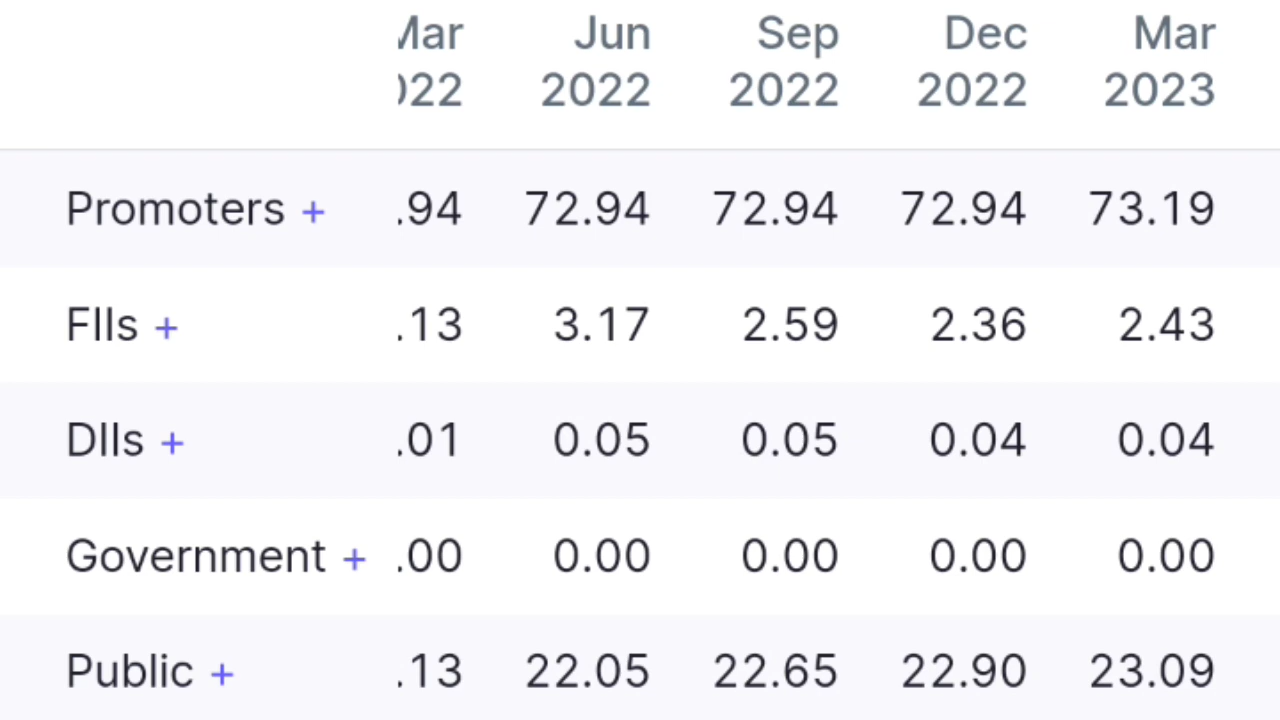 Mar Jun Sep Dec Mar
022 2022 2022 2022 2023
Promoters + .94 72.94 72.94 72.94 73.19
FIIs + .13 3.17 2.59 2.36 2.43
DIIs + .01 0.05 0.05 0.04 0.04
Government + .00 0.00 0.00 0.00 0.00
Public + .13 22.05 22.65 22.90 23.09